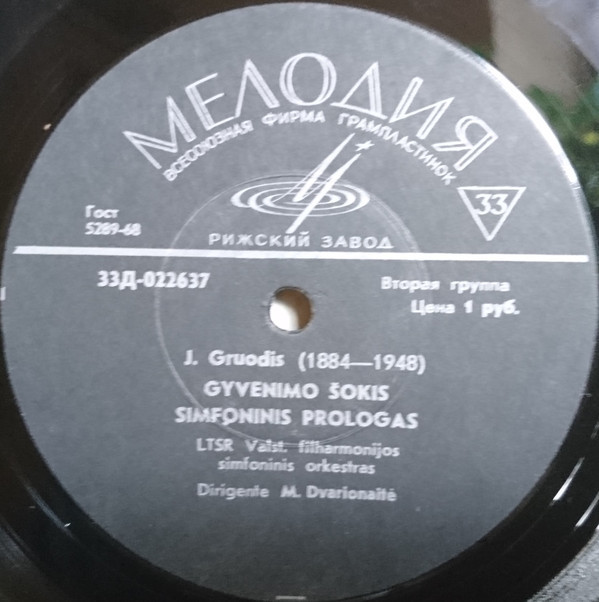 МЕЛОДИЯ
ВСЕСОЮЗНАЯ ФИРМА ГРАМПЛАСТИНОК
33
Гост
5289-68
РИЖСКИЙ ЗАВОД
33Д-022637
Вторая группа
Цена 1 руб.
J. Gruodis (1884—1948)
GYVENIMO ŠOKIS
SIMFONINIS PROLOGAS
LTSR Valst. filharmonijos
simfoninis orkestras
Dirigente M. Dvarionaitė